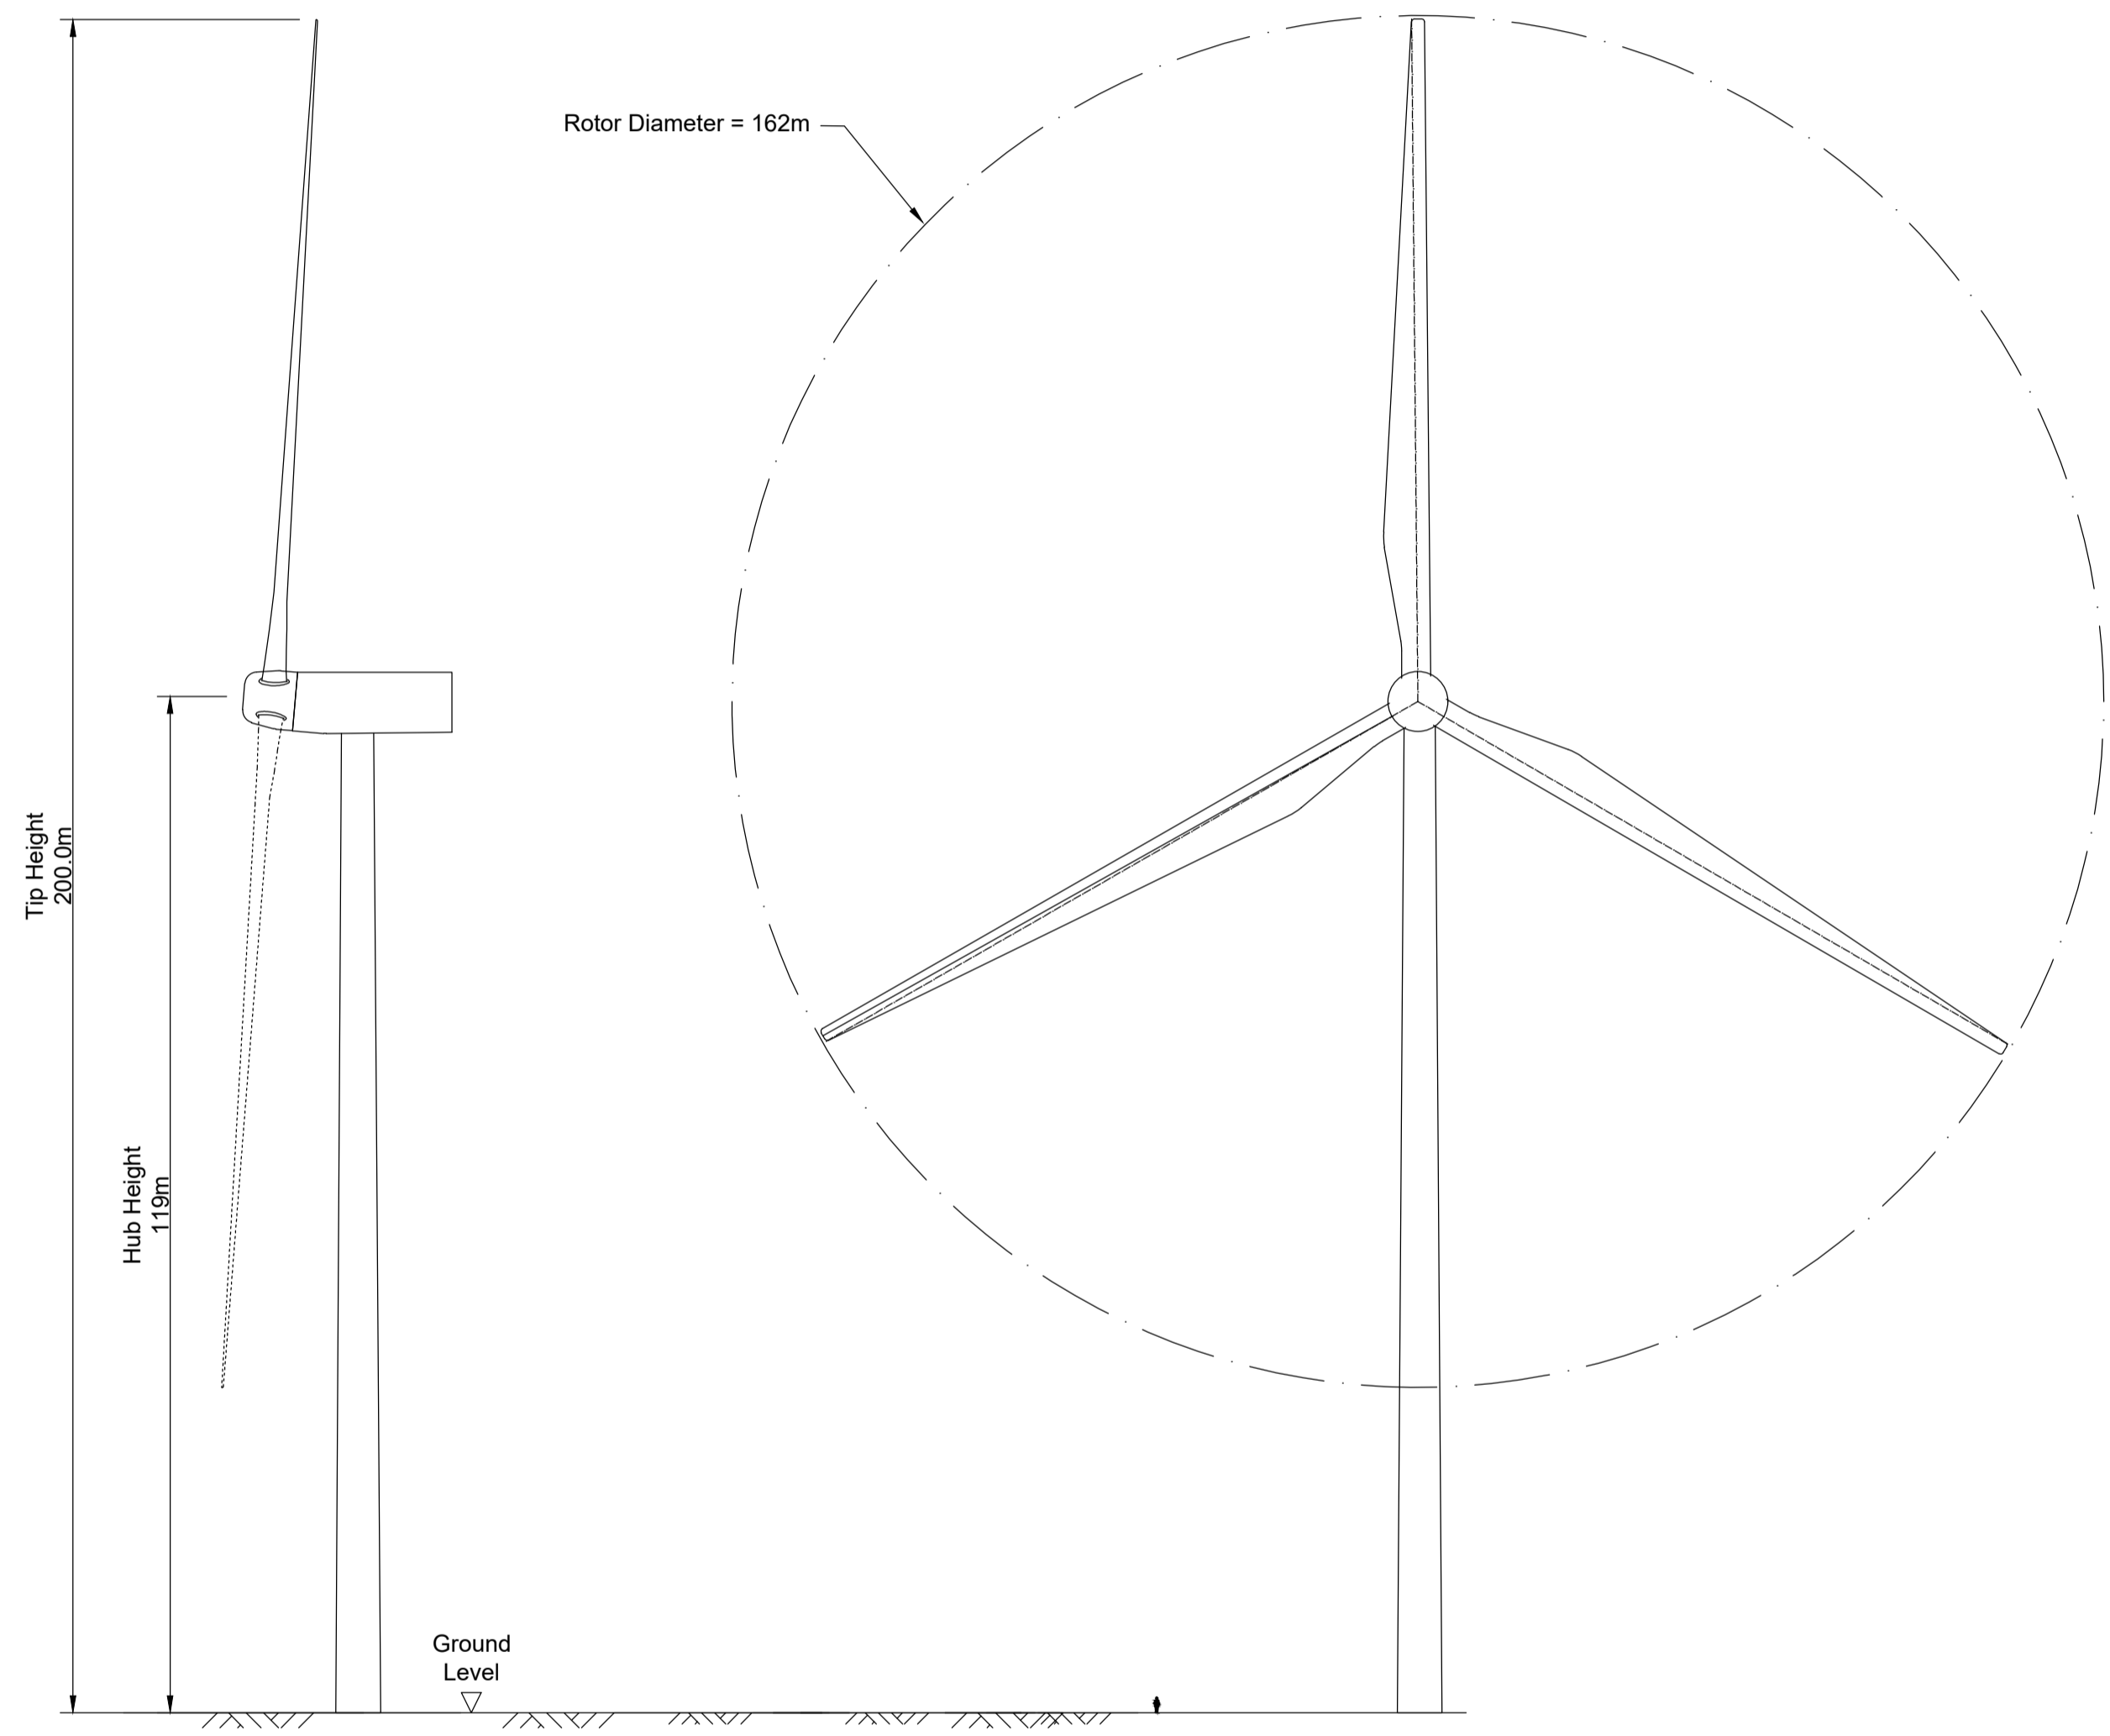 Rotor Diameter = 162m
Tip Height
200.0m
Hub Height
119m
Ground
Level